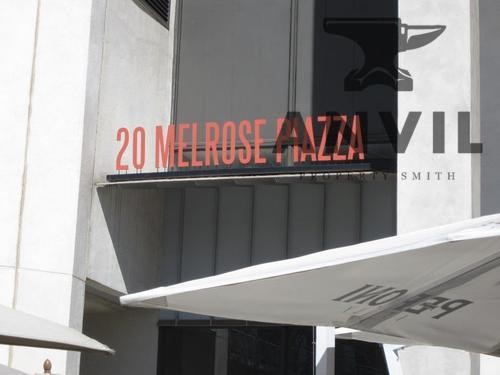 20 MELROSE PIAZZA
ANVIL
PROPERTY SMITH
PERONI